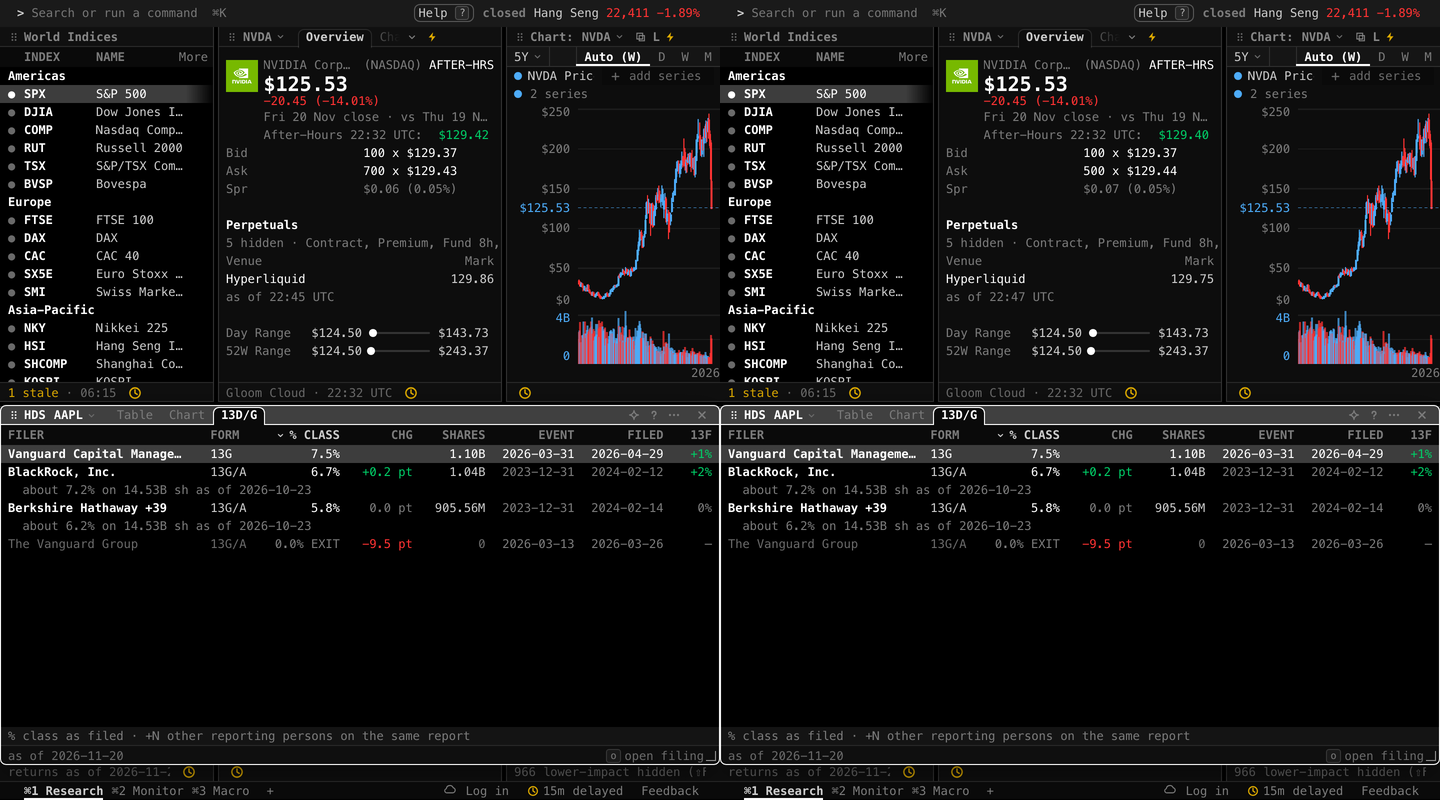 > Search or run a command ⌘K Help ? closed Hang Seng 22,411 −1.89%
World Indices
INDEX NAME More
Americas
SPX S&P 500
DJIA Dow Jones I…
COMP Nasdaq Comp…
RUT Russell 2000
TSX S&P/TSX Com…
BVSP Bovespa
Europe
FTSE FTSE 100
DAX DAX
CAC CAC 40
SX5E Euro Stoxx …
SMI Swiss Marke…
Asia-Pacific
NKY Nikkei 225
HSI Hang Seng I…
SHCOMP Shanghai Co…
KOSPI KOSPI
1 stale · 06:15
NVDA Overview Ch
NVIDIA Corp… (NASDAQ) AFTER-HRS
$125.53
−20.45 (−14.01%)
Fri 20 Nov close · vs Thu 19 N…
After-Hours 22:32 UTC: $129.42
Bid 100 x $129.37
Ask 700 x $129.43
Spr $0.06 (0.05%)
Perpetuals
5 hidden · Contract, Premium, Fund 8h,
Venue Mark
Hyperliquid 129.86
as of 22:45 UTC
Day Range $124.50 $143.73
52W Range $124.50 $243.37
Gloom Cloud · 22:32 UTC
Chart: NVDA L
5Y Auto (W) D W M
NVDA Pric + add series
2 series
$250
$200
$150
$125.53
$100
$50
$0
4B
0
2026
HDS AAPL Table Chart 13D/G ? ⋯ ×
FILER FORM % CLASS CHG SHARES EVENT FILED 13F
Vanguard Capital Manage… 13G 7.5% 1.10B 2026-03-31 2026-04-29 +1%
BlackRock, Inc. 13G/A 6.7% +0.2 pt 1.04B 2023-12-31 2024-02-12 +2%
about 7.2% on 14.53B sh as of 2026-10-23
Berkshire Hathaway +39 13G/A 5.8% 0.0 pt 905.56M 2023-12-31 2024-02-14 0%
about 6.2% on 14.53B sh as of 2026-10-23
The Vanguard Group 13G/A 0.0% EXIT −9.5 pt 0 2026-03-13 2026-03-26 —
% class as filed · +N other reporting persons on the same report
as of 2026-11-20 o open filing
returns as of 2026-11-2 966 lower-impact hidden
⌘1 Research ⌘2 Monitor ⌘3 Macro + Log in 15m delayed Feedback
> Search or run a command ⌘K Help ? closed Hang Seng 22,411 −1.89%
World Indices
INDEX NAME More
Americas
SPX S&P 500
DJIA Dow Jones I…
COMP Nasdaq Comp…
RUT Russell 2000
TSX S&P/TSX Com…
BVSP Bovespa
Europe
FTSE FTSE 100
DAX DAX
CAC CAC 40
SX5E Euro Stoxx …
SMI Swiss Marke…
Asia-Pacific
NKY Nikkei 225
HSI Hang Seng I…
SHCOMP Shanghai Co…
KOSPI KOSPI
1 stale · 06:15
NVDA Overview Ch
NVIDIA Corp… (NASDAQ) AFTER-HRS
$125.53
−20.45 (−14.01%)
Fri 20 Nov close · vs Thu 19 N…
After-Hours 22:32 UTC: $129.40
Bid 100 x $129.37
Ask 500 x $129.44
Spr $0.07 (0.05%)
Perpetuals
5 hidden · Contract, Premium, Fund 8h,
Venue Mark
Hyperliquid 129.75
as of 22:47 UTC
Day Range $124.50 $143.73
52W Range $124.50 $243.37
Gloom Cloud · 22:32 UTC
Chart: NVDA L
5Y Auto (W) D W M
NVDA Pric + add series
2 series
$250
$200
$150
$125.53
$100
$50
$0
4B
0
2026
HDS AAPL Table Chart 13D/G ? ⋯ ×
FILER FORM % CLASS CHG SHARES EVENT FILED 13F
Vanguard Capital Manageme… 13G 7.5% 1.10B 2026-03-31 2026-04-29 +1%
BlackRock, Inc. 13G/A 6.7% +0.2 pt 1.04B 2023-12-31 2024-02-12 +2%
about 7.2% on 14.53B sh as of 2026-10-23
Berkshire Hathaway +39 13G/A 5.8% 0.0 pt 905.56M 2023-12-31 2024-02-14 0%
about 6.2% on 14.53B sh as of 2026-10-23
The Vanguard Group 13G/A 0.0% EXIT −9.5 pt 0 2026-03-13 2026-03-26 —
% class as filed · +N other reporting persons on the same report
as of 2026-11-20 o open filing
966 lower-impact hidden
⌘1 Research ⌘2 Monitor ⌘3 Macro + Log in 15m delayed Feedback